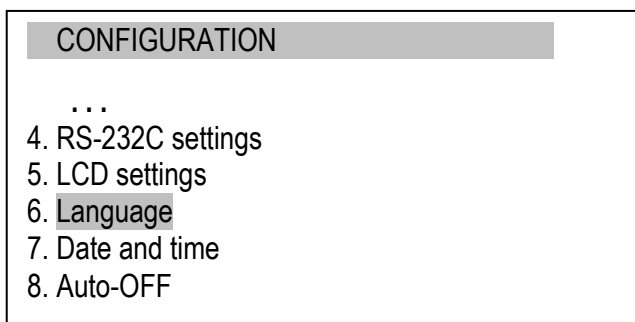 CONFIGURATION
...
4. RS-232C settings
5. LCD settings
6. Language
7. Date and time
8. Auto-OFF